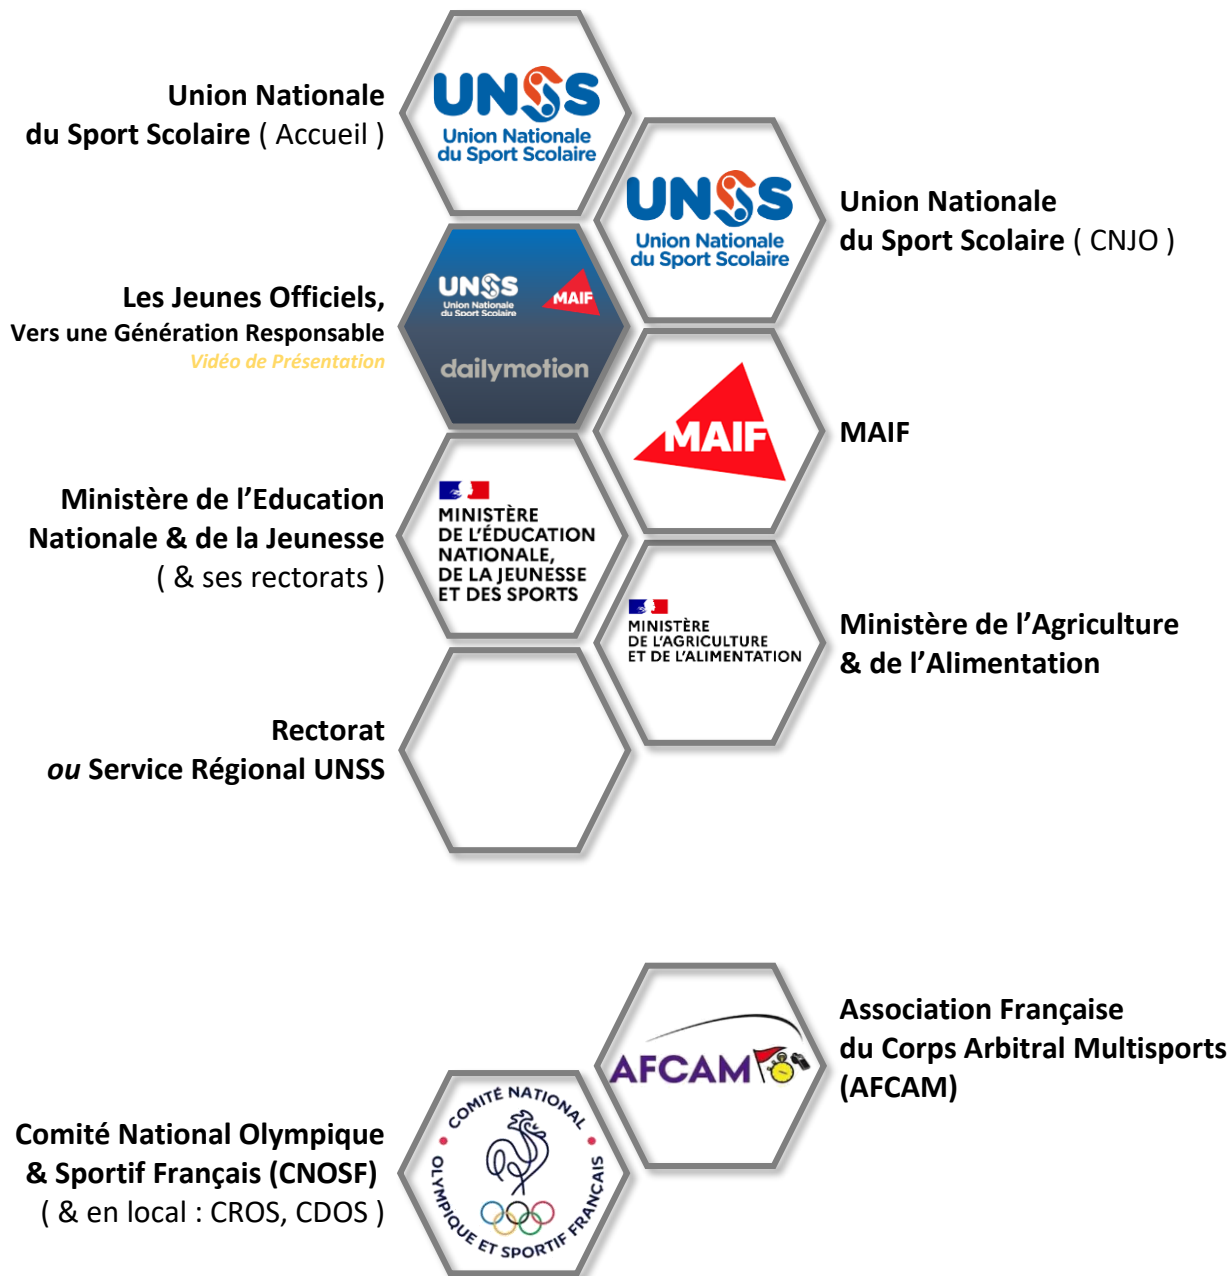 Union Nationale
du Sport Scolaire ( Accueil )
UNSS
Union Nationale
du Sport Scolaire
UNSS
Union Nationale
du Sport Scolaire
Union Nationale
du Sport Scolaire ( CNJO )
Les Jeunes Officiels,
Vers une Génération Responsable
Vidéo de Présentation
UNSS
Union Nationale
du Sport Scolaire
MAIF
dailymotion
MAIF
MAIF
Ministère de l’Education
Nationale & de la Jeunesse
( & ses rectorats )
MINISTÈRE
DE L'ÉDUCATION
NATIONALE,
DE LA JEUNESSE
ET DES SPORTS
MINISTÈRE
DE L'AGRICULTURE
ET DE L'ALIMENTATION
Ministère de l’Agriculture
& de l’Alimentation
Rectorat
ou Service Régional UNSS
AFCAM
Association Française
du Corps Arbitral Multisports
(AFCAM)
Comité National Olympique
& Sportif Français (CNOSF)
( & en local : CROS, CDOS )
COMITÉ NATIONAL
OLYMPIQUE ET SPORTIF FRANÇAIS